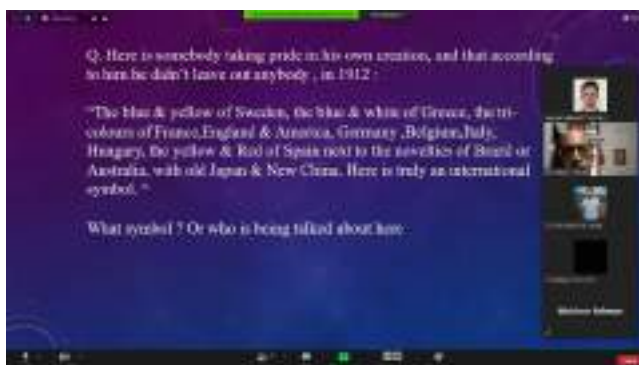 Q. Here is somebody taking pride in his own creation, and that according
to him he didn't leave out anybody , in 1912 :
"The blue & yellow of Sweden, the blue & white of Greece, the tri-
colours of France,England & America, Germany ,Belgium,Italy,
Hungary, the yellow & Red of Spain next to the novelties of Brazil or
Australia, with old Japan & New China. Here is truly an international
symbol. "
What symbol ? Or who is being talked about here